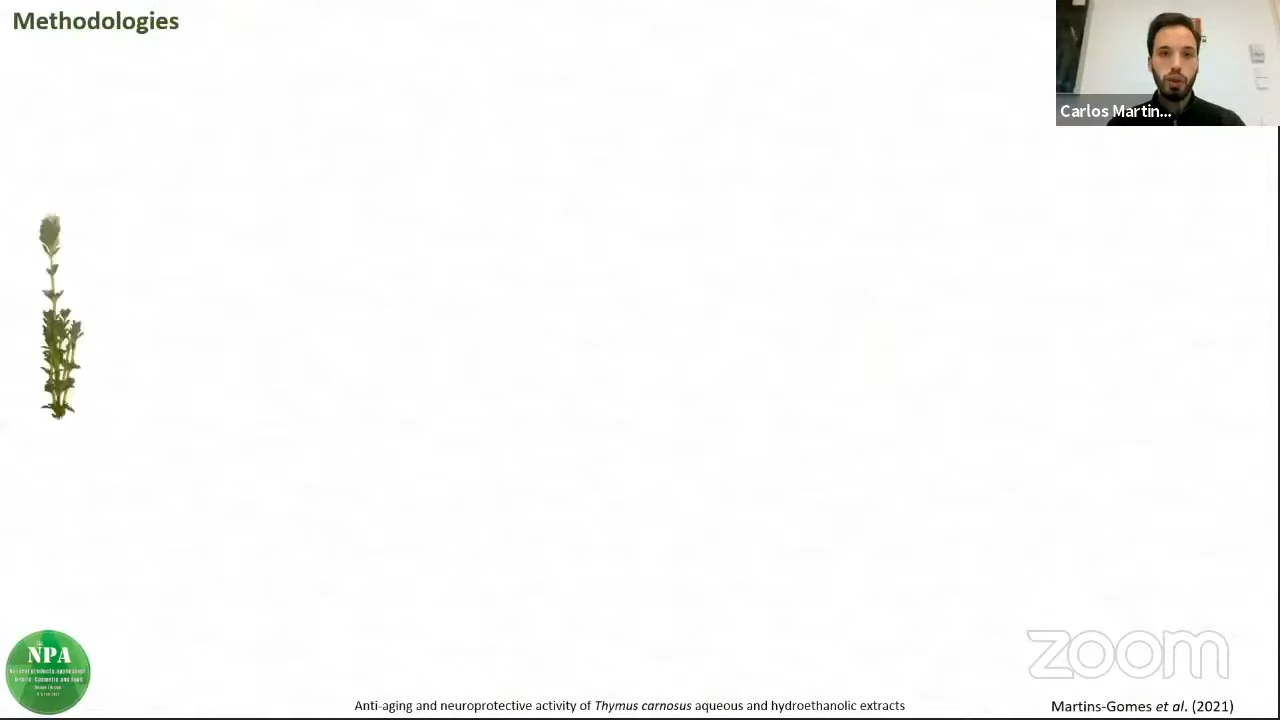 Methodologies
Carlos Martin...
NPA
zoom
Anti-aging and neuroprotective activity of Thymus carnosus aqueous and hydroethanolic extracts
Martins-Gomes et al. (2021)